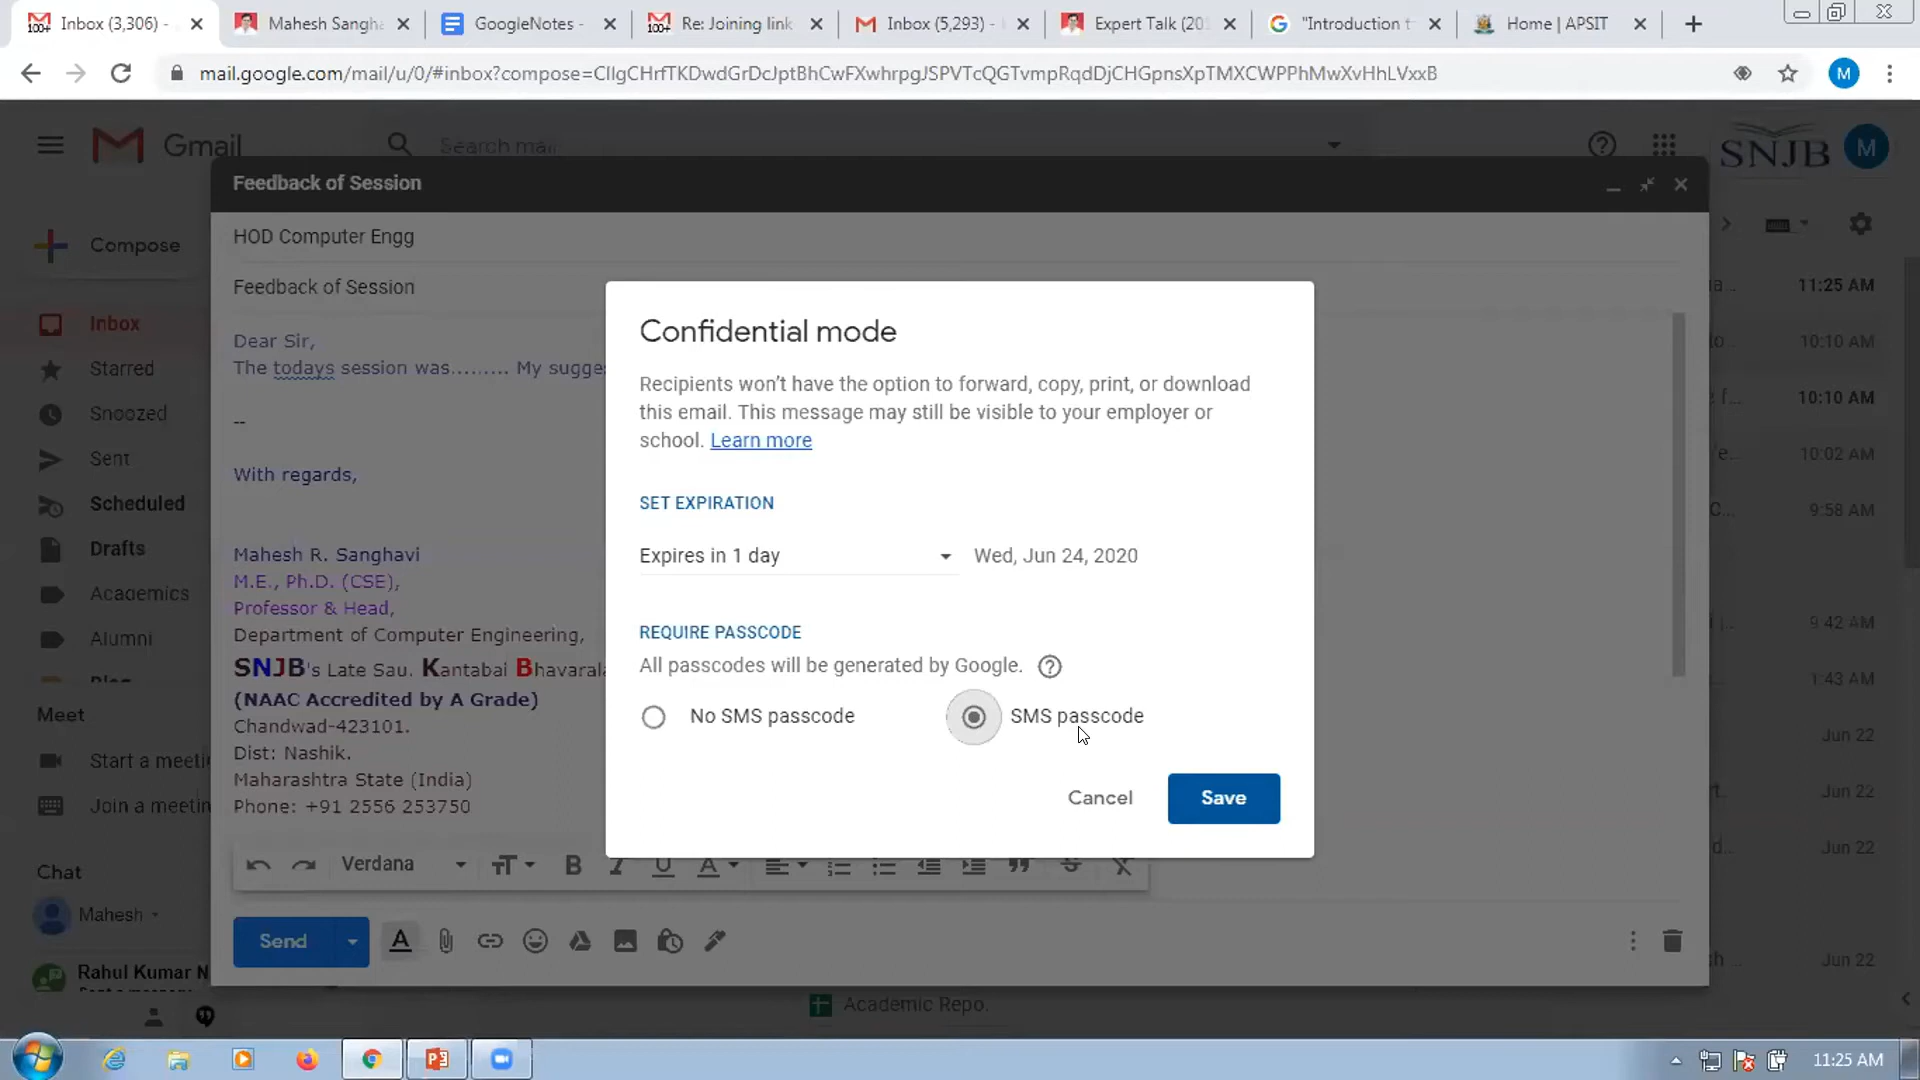 Inbox (3,306) -
Mahesh Sangha
GoogleNotes -
Re: Joining link
Inbox (5,293) -
Expert Talk (20
"Introduction t
Home | APSIT
mail.google.com/mail/u/0/#inbox?compose=CllgCHrfTKDwdGrDcJptBhCwFXwhrpgJSPVTcQGTvmpRqdDjCHGpnsXpTMXCWPPhMwXvHhLVxxB
M
Gmail
Search mail
SNJB
M
Feedback of Session
Compose
HOD Computer Engg
Feedback of Session
Inbox
Starred
Snoozed
Sent
Scheduled
Drafts
Academics
Alumni
Blog
Meet
Start a meeti
Join a meetin
Chat
Mahesh
Rahul Kumar N
Dear Sir,
The todays session was......... My sugge
--
With regards,
Mahesh R. Sanghavi
M.E., Ph.D. (CSE),
Professor & Head,
Department of Computer Engineering,
SNJB's Late Sau. Kantabai Bhavarala
(NAAC Accredited by A Grade)
Chandwad-423101.
Dist: Nashik.
Maharashtra State (India)
Phone: +91 2556 253750
Verdana
Send
Confidential mode
Recipients won't have the option to forward, copy, print, or download
this email. This message may still be visible to your employer or
school. Learn more
SET EXPIRATION
Expires in 1 day
Wed, Jun 24, 2020
REQUIRE PASSCODE
All passcodes will be generated by Google.
No SMS passcode
SMS passcode
Cancel
Save
11:25 AM
10:10 AM
10:10 AM
10:02 AM
9:58 AM
9:42 AM
1:43 AM
Jun 22
Jun 22
Jun 22
Jun 22
Academic Repo.
11:25 AM